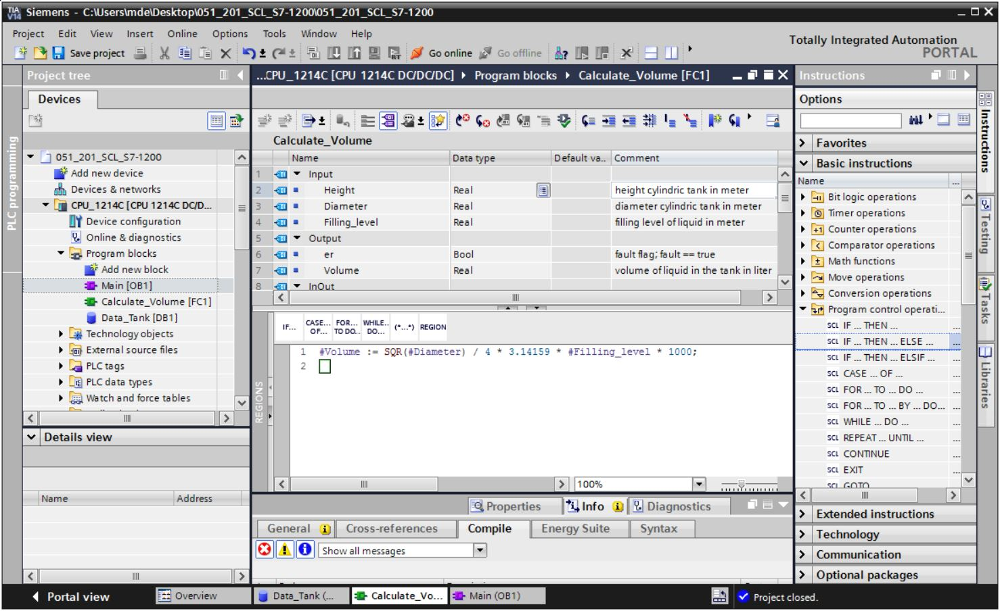 TIA V14 Siemens - C:\Users\mde\Desktop\051_201_SCL_S7-1200\051_201_SCL_S7-1200
Project Edit View Insert Online Options Tools Window Help
Totally Integrated Automation
PORTAL
Save project
Go online
Go offline
PLC programming
Project tree
Devices
051_201_SCL_S7-1200
Add new device
Devices & networks
CPU_1214C [CPU 1214C DC/D...
Device configuration
Online & diagnostics
Program blocks
Add new block
Main [OB1]
Calculate_Volume [FC1]
Data_Tank [DB1]
Technology objects
External source files
PLC tags
PLC data types
Watch and force tables
Details view
Name Address
...CPU_1214C [CPU 1214C DC/DC/DC] Program blocks Calculate_Volume [FC1]
Calculate_Volume
Name Data type Default va... Comment
1 Input
2 Height Real height cylindric tank in meter
3 Diameter Real diameter cylindric tank in meter
4 Filling_level Real filling level of liquid in meter
5 Output
6 er Bool fault flag; fault == true
7 Volume Real volume of liquid in the tank in liter
8 InOut
IF... CASE... OF... FOR... TO DO... WHILE... DO... (*...*) REGION
1 #Volume := SQR(#Diameter) / 4 * 3.14159 * #Filling_level * 1000;
2
REGIONS
100%
Properties Info Diagnostics
General Cross-references Compile Energy Suite Syntax
Show all messages
Instructions
Options
Favorites
Basic instructions
Name ...
Bit logic operations
Timer operations
Counter operations
Comparator operations
Math functions
Move operations
Conversion operations
Program control operati...
SCL IF ... THEN ... ...
SCL IF ... THEN ... ELSE ... ...
SCL IF ... THEN ... ELSIF ... ...
SCL CASE ... OF ... ...
SCL FOR ... TO ... DO ... ...
SCL FOR ... TO ... BY ... DO... ...
SCL WHILE ... DO ... ...
SCL REPEAT ... UNTIL ... ...
SCL CONTINUE ...
SCL EXIT ...
SCL GOTO ...
Extended instructions
Technology
Communication
Optional packages
Instructions
Testing
Tasks
Libraries
Portal view
Overview
Data_Tank (...
Calculate_Vo...
Main (OB1)
Project closed.